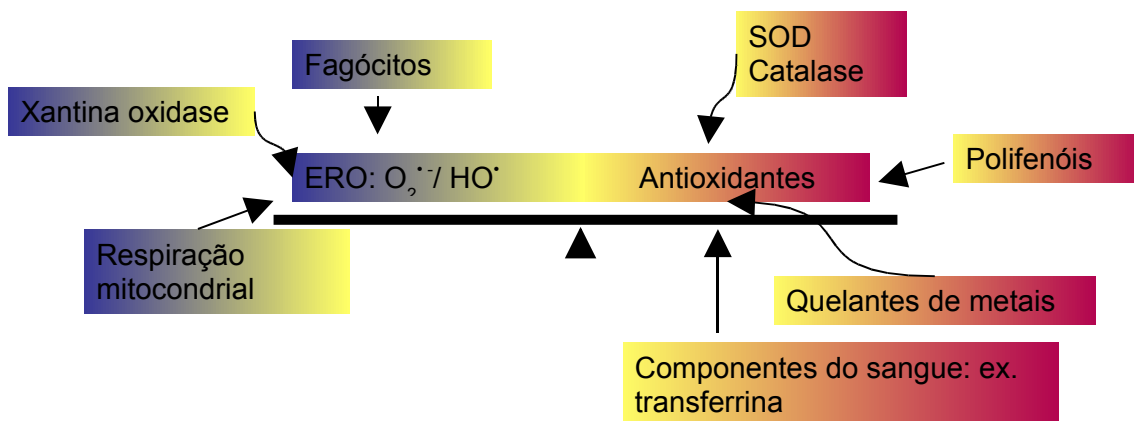 SOD
Catalase
Fagócitos
Xantina oxidase
Polifenóis
ERO: O₂•-/ HO• Antioxidantes
Respiração
mitocondrial
Quelantes de metais
Componentes do sangue: ex.
transferrina